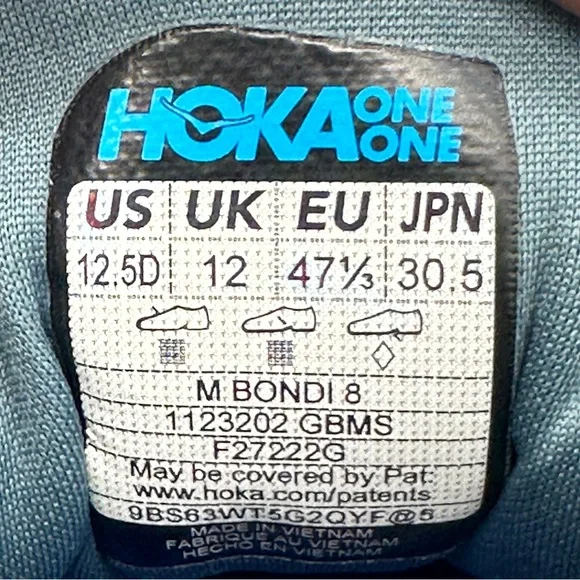 HOKA ONE ONE
US UK EU JPN
12.5D 12 47⅓ 30.5
M BONDI 8
1123202 GBMS
F27222G
May be covered by Pat:
www.hoka.com/patents
9BS63WT5G2QYF@5
MADE IN VIETNAM
FABRIQUÉ AU VIETNAM
HECHO EN VIETNAM